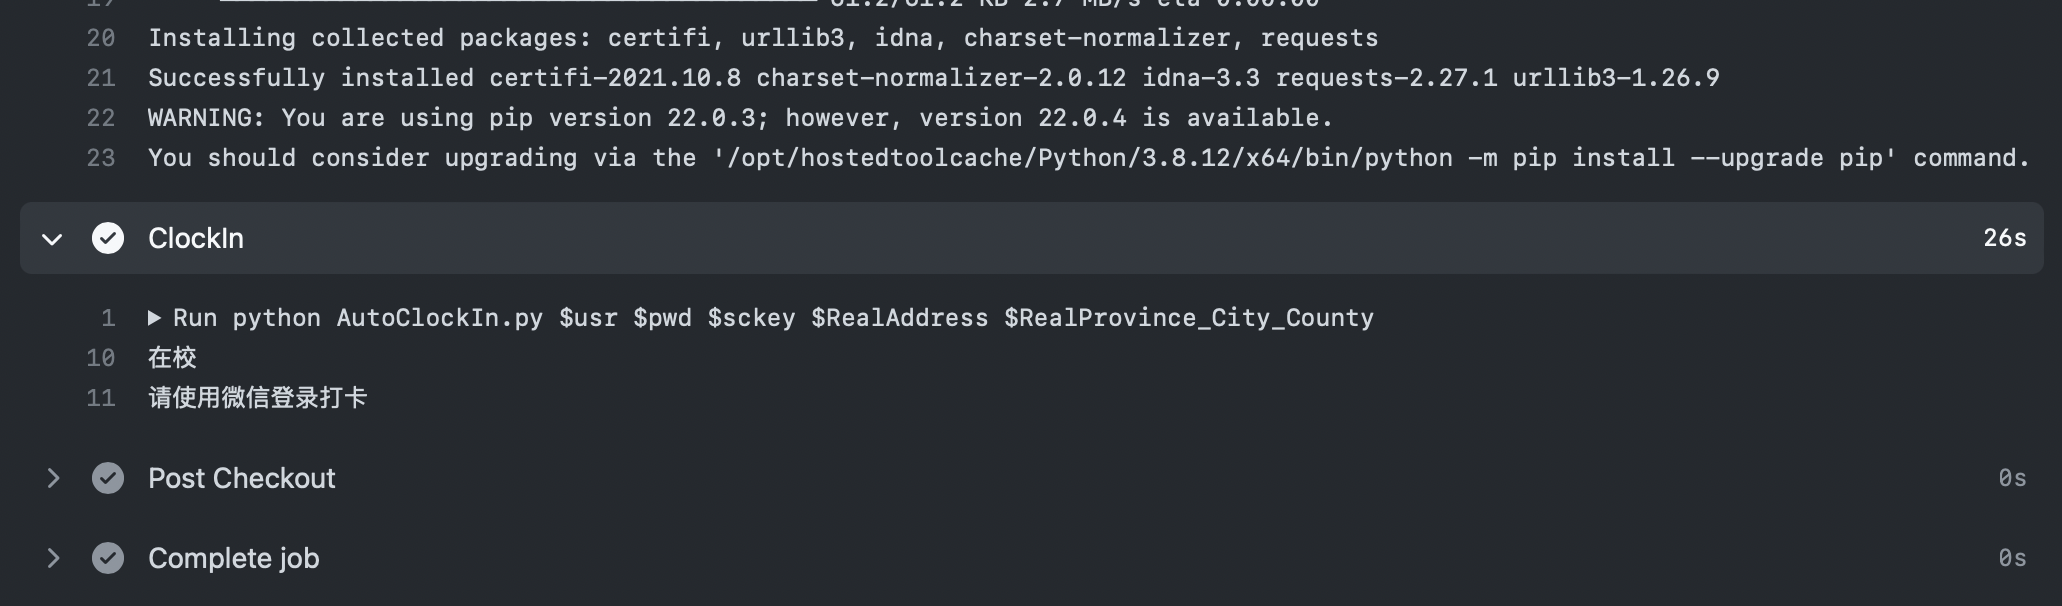 20 Installing collected packages: certifi, urllib3, idna, charset-normalizer, requests
21 Successfully installed certifi-2021.10.8 charset-normalizer-2.0.12 idna-3.3 requests-2.27.1 urllib3-1.26.9
22 WARNING: You are using pip version 22.0.3; however, version 22.0.4 is available.
23 You should consider upgrading via the '/opt/hostedtoolcache/Python/3.8.12/x64/bin/python -m pip install --upgrade pip' command.
ClockIn 26s
1 ▶ Run python AutoClockIn.py $usr $pwd $sckey $RealAddress $RealProvince_City_County
10 在校
11 请使用微信登录打卡
Post Checkout 0s
Complete job 0s